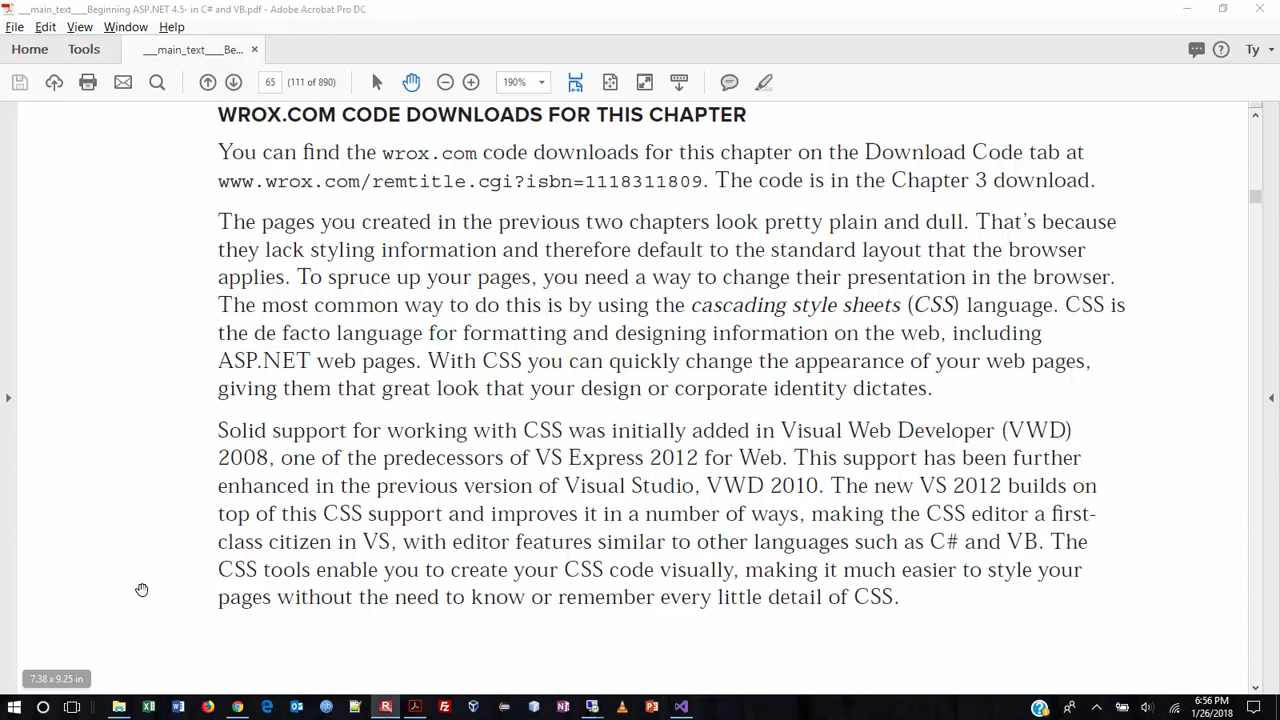 __main_text____Beginning ASP.NET 4.5- in C# and VB.pdf - Adobe Acrobat Pro DC
File Edit View Window Help
Home Tools __main_text____Be... × Ty
65 (111 of 890) 190%
WROX.COM CODE DOWNLOADS FOR THIS CHAPTER
You can find the wrox.com code downloads for this chapter on the Download Code tab at
www.wrox.com/remtitle.cgi?isbn=1118311809. The code is in the Chapter 3 download.
The pages you created in the previous two chapters look pretty plain and dull. That's because
they lack styling information and therefore default to the standard layout that the browser
applies. To spruce up your pages, you need a way to change their presentation in the browser.
The most common way to do this is by using the cascading style sheets (CSS) language. CSS is
the de facto language for formatting and designing information on the web, including
ASP.NET web pages. With CSS you can quickly change the appearance of your web pages,
giving them that great look that your design or corporate identity dictates.
Solid support for working with CSS was initially added in Visual Web Developer (VWD)
2008, one of the predecessors of VS Express 2012 for Web. This support has been further
enhanced in the previous version of Visual Studio, VWD 2010. The new VS 2012 builds on
top of this CSS support and improves it in a number of ways, making the CSS editor a first-
class citizen in VS, with editor features similar to other languages such as C# and VB. The
CSS tools enable you to create your CSS code visually, making it much easier to style your
pages without the need to know or remember every little detail of CSS.
7.38 x 9.25 in
6:56 PM
1/26/2018